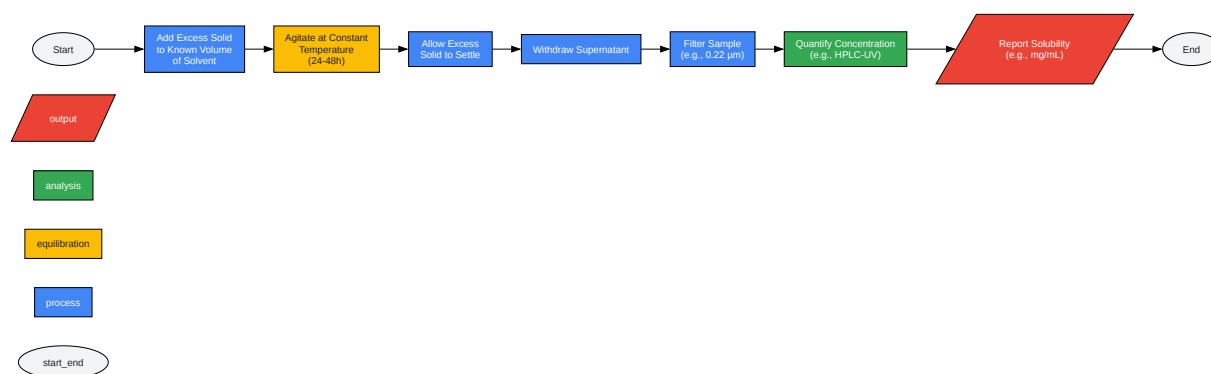 Start
Add Excess Solid
to Known Volume
of Solvent
Agitate at Constant
Temperature
(24-48h)
Allow Excess
Solid to Settle
Withdraw Supernatant
Filter Sample
(e.g., 0.22 µm)
Quantify Concentration
(e.g., HPLC-UV)
Report Solubility
(e.g., mg/mL)
End
output
analysis
equilibration
process
start_end